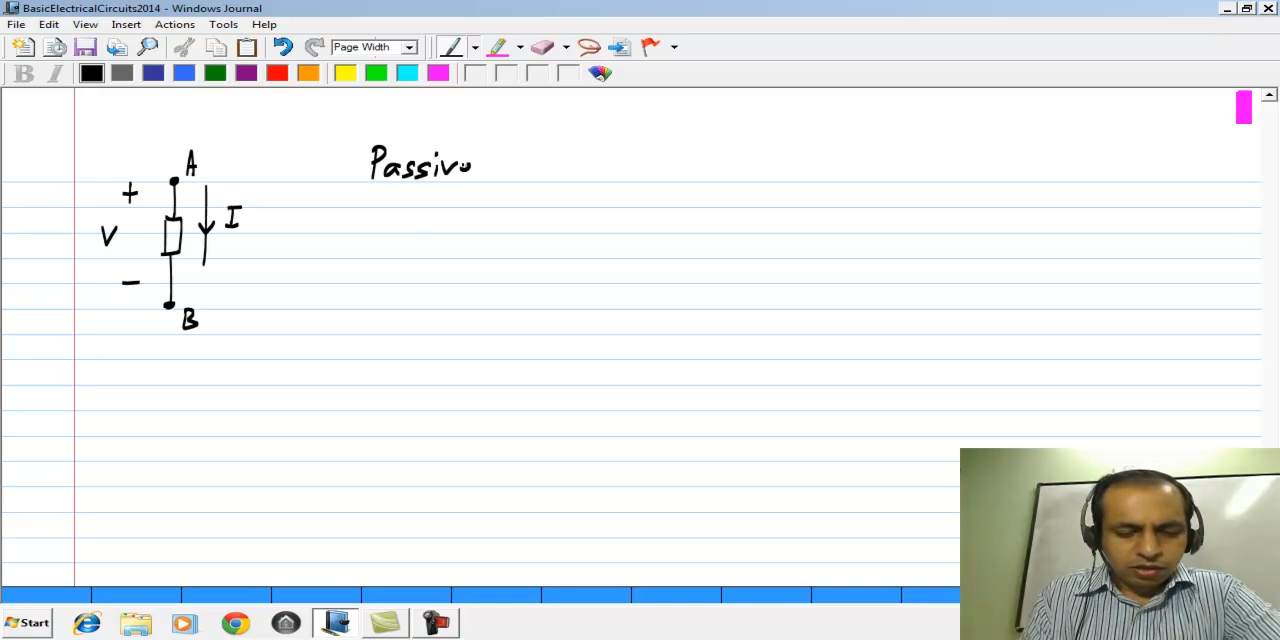 BasicElectricalCircuits2014 - Windows Journal
File Edit View Insert Actions Tools Help
Page Width
B I
A
Passive
+
I
V
−
B
Start